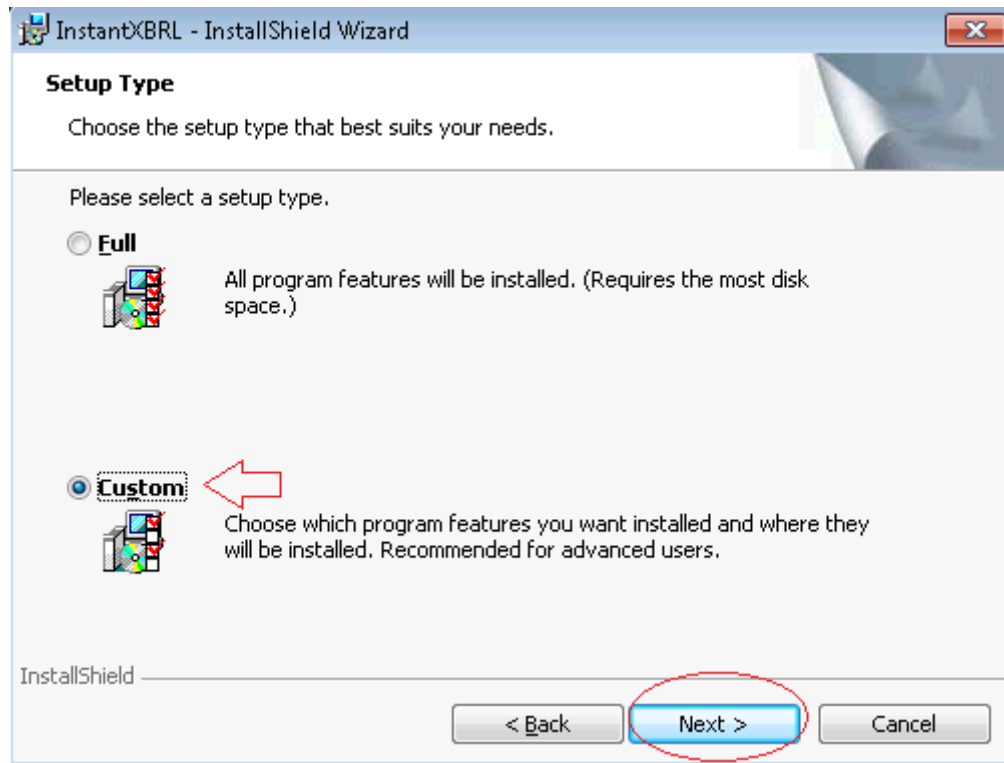 InstantXBRL - InstallShield Wizard
Setup Type
Choose the setup type that best suits your needs.
Please select a setup type.
Full
All program features will be installed. (Requires the most disk
space.)
Custom
Choose which program features you want installed and where they
will be installed. Recommended for advanced users.
InstallShield
< Back Next > Cancel